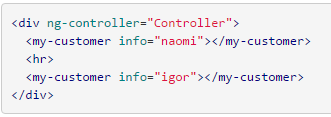 <div ng-controller="Controller">
  <my-customer info="naomi"></my-customer>
  <hr>
  <my-customer info="igor"></my-customer>
</div>